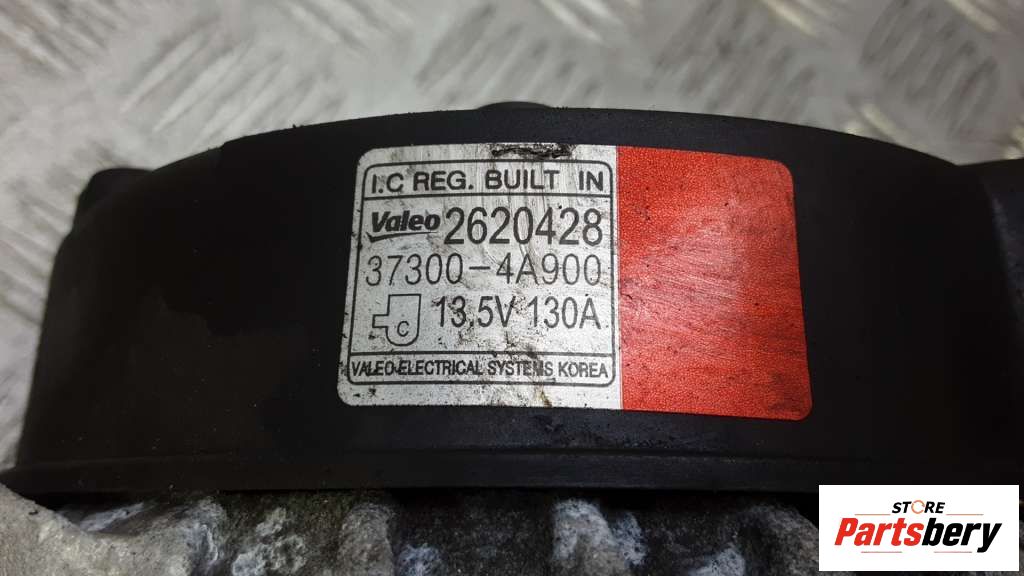 I.C REG. BUILT IN
Valeo 2620428
37300-4A900
C 13.5V 130A
VALEO ELECTRICAL SYSTEMS KOREA
STORE
Partsbery